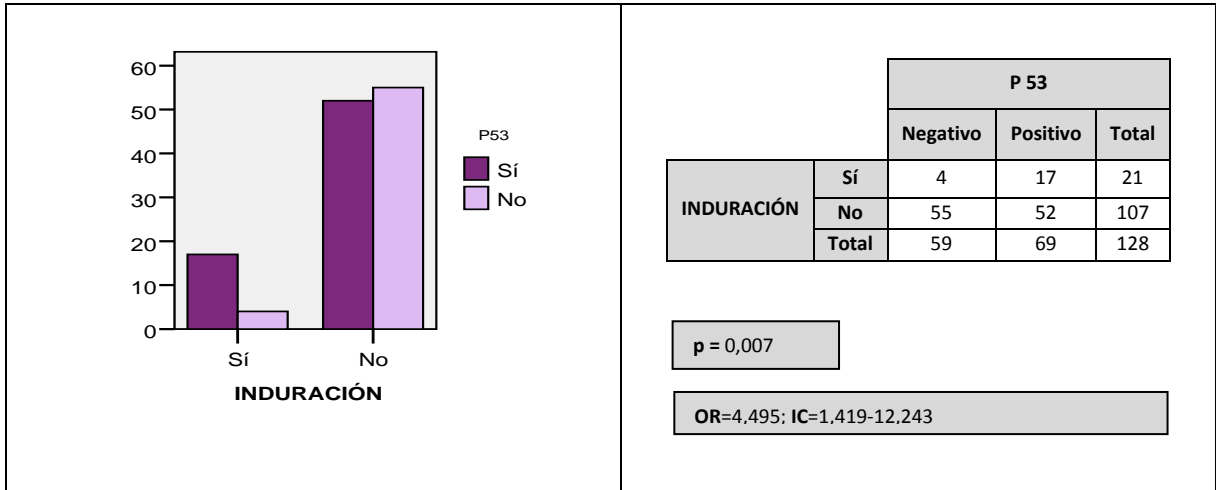 60
50
40
30
20
10
0
Sí
No
INDURACIÓN
P53
Sí
No
P 53
Negativo Positivo Total
INDURACIÓN
Sí 4 17 21
No 55 52 107
Total 59 69 128
p = 0,007
OR=4,495; IC=1,419-12,243